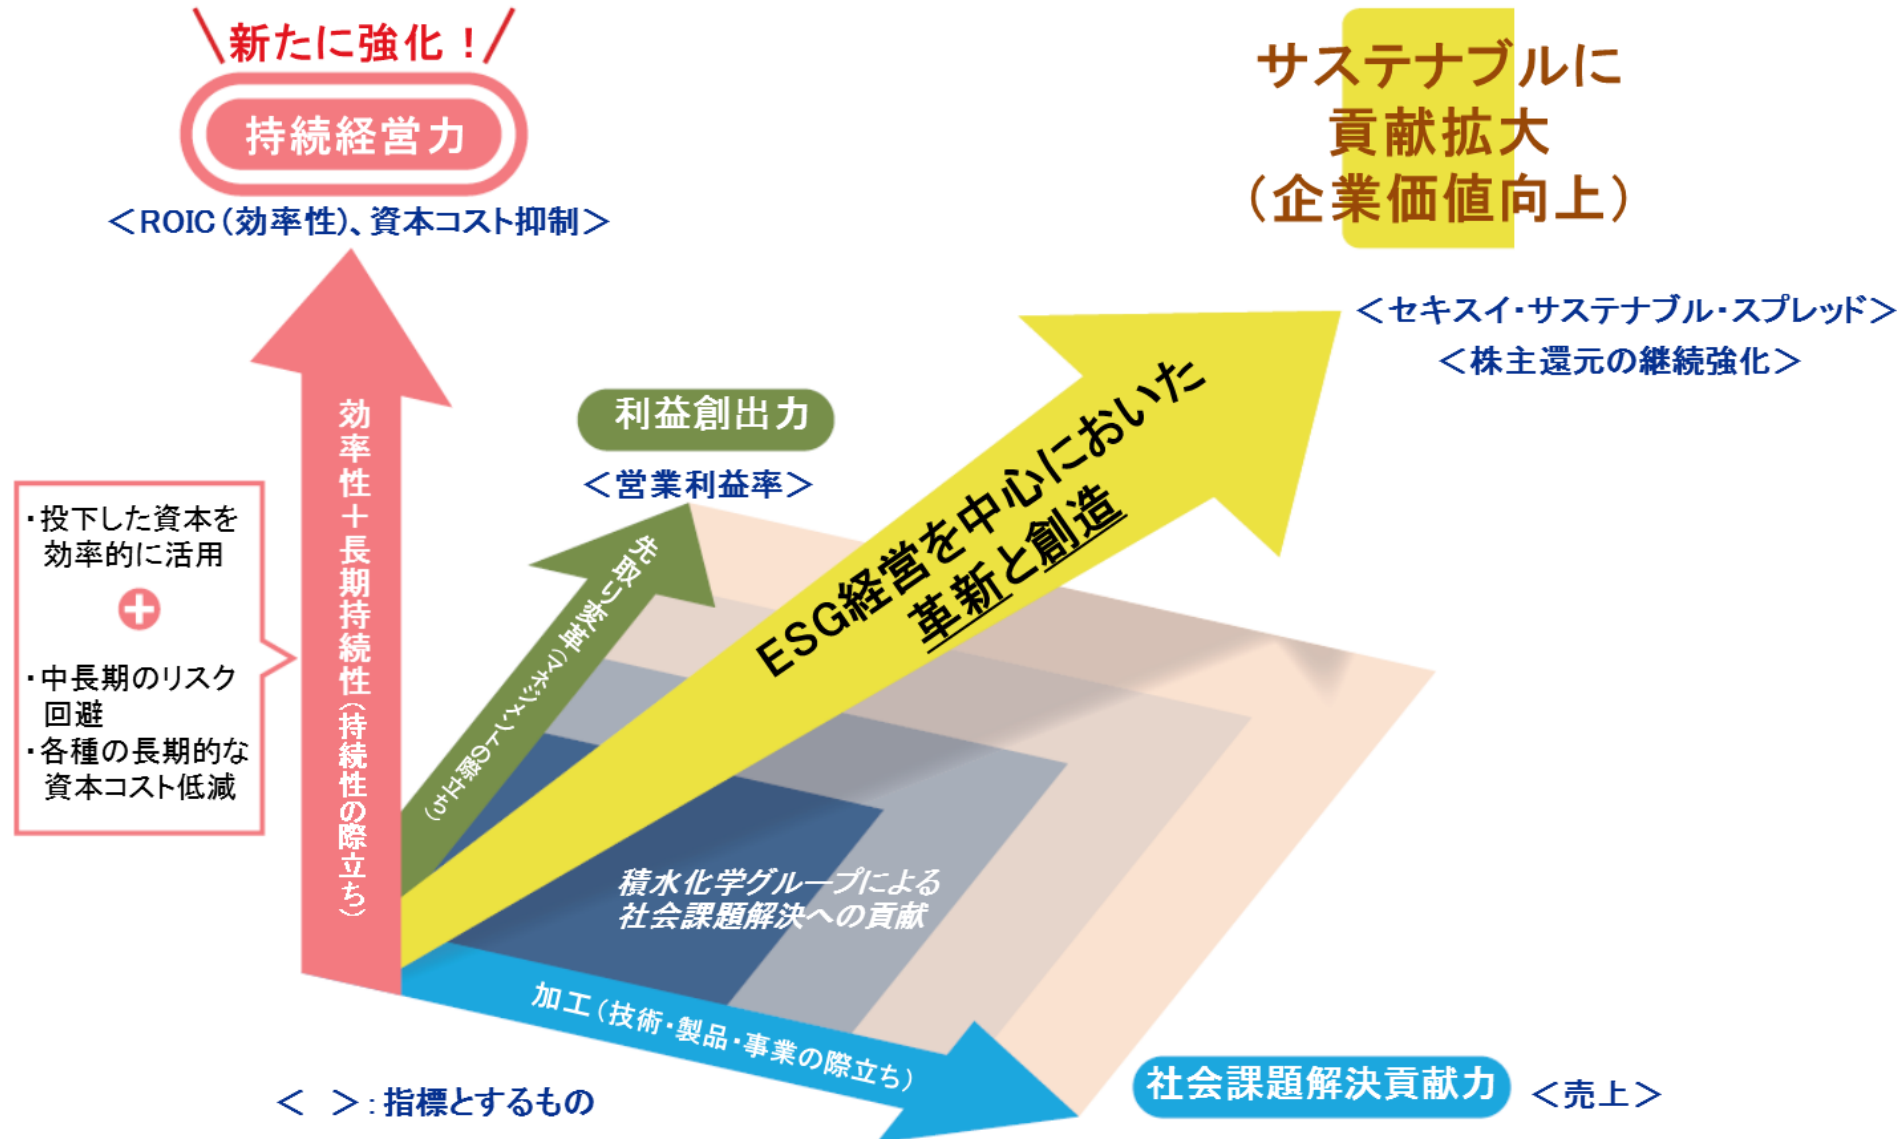 新たに強化！
持続経営力
＜ROIC（効率性）、資本コスト抑制＞
サステナブルに
貢献拡大
（企業価値向上）
＜セキスイ・サステナブル・スプレッド＞
＜株主還元の継続強化＞
利益創出力
＜営業利益率＞
効率性＋長期持続性（持続性の際立ち）
・投下した資本を
効率的に活用
+
・中長期のリスク
回避
・各種の長期的な
資本コスト低減
先取り変革（マネジメントの際立ち）
ESG経営を中心においた
革新と創造
積水化学グループによる
社会課題解決への貢献
加工（技術・製品・事業の際立ち）
社会課題解決貢献力
＜売上＞
＜　＞：指標とするもの